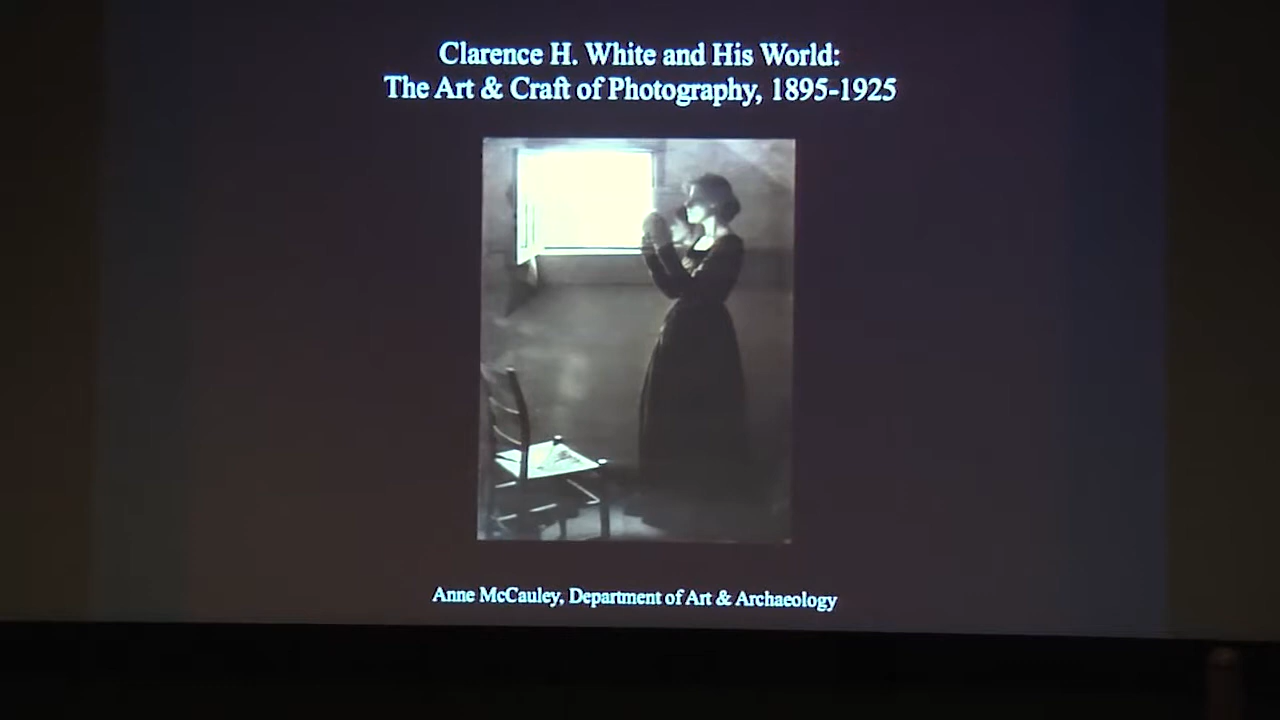 Clarence H. White and His World:
The Art & Craft of Photography, 1895-1925
Anne McCauley, Department of Art & Archaeology